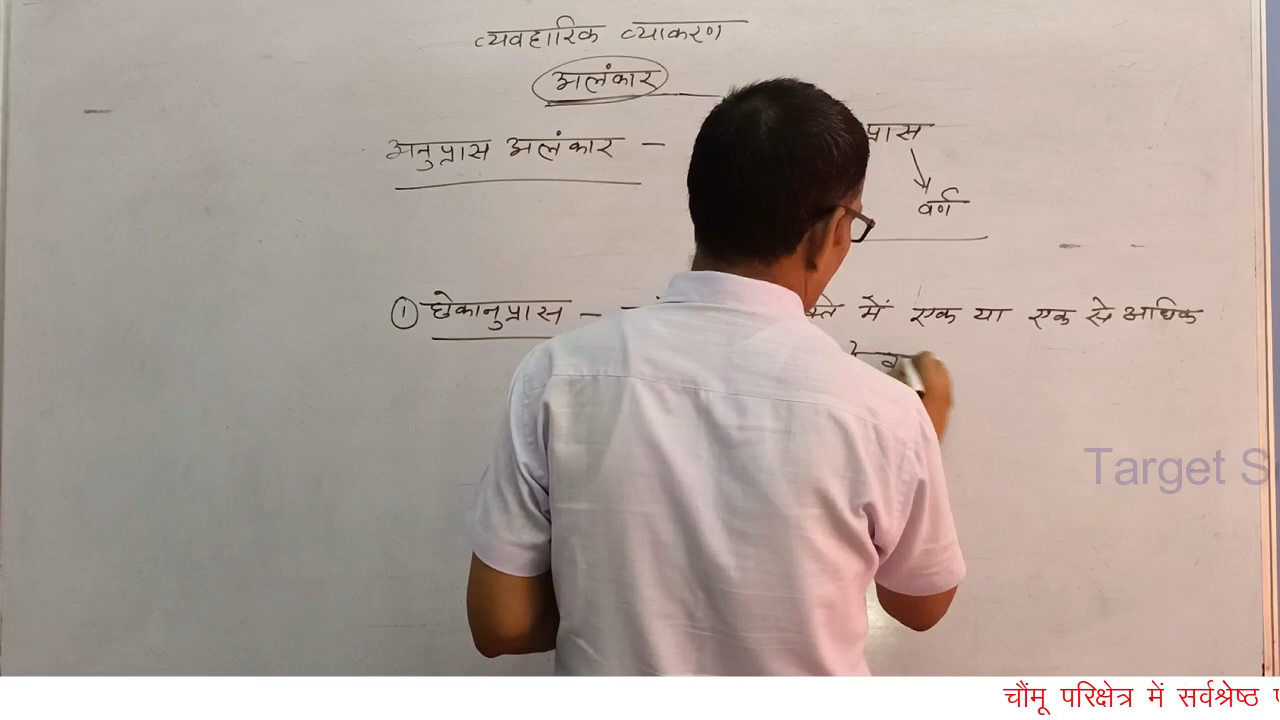 व्यवहारिक व्याकरण
अलंकार
अनुप्रास अलंकार - प्रास
वर्ण
① छेकानुप्रास - में एक या एक से अधिक
Target S
चौंमू परिक्षेत्र में सर्वश्रेष्ठ